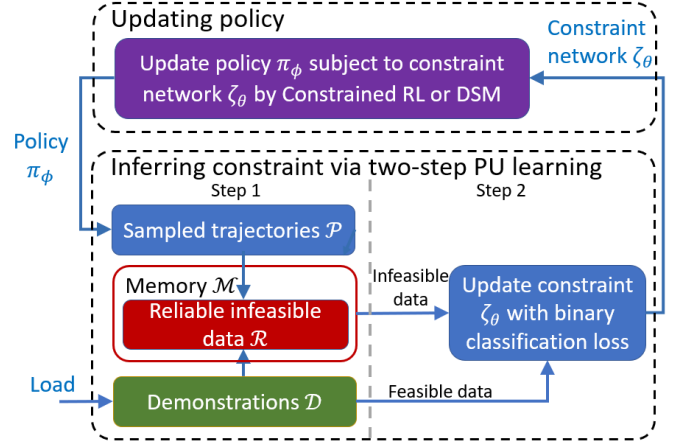 Updating policy
Constraint
network ζθ
Update policy πϕ subject to constraint
network ζθ by Constrained RL or DSM
Policy
πϕ
Inferring constraint via two-step PU learning
Step 1
Step 2
Sampled trajectories 𝒫
Memory ℳ
Reliable infeasible
data ℛ
Infeasible
data
Update constraint
ζθ with binary
classification loss
Load
Demonstrations 𝒟
Feasible data